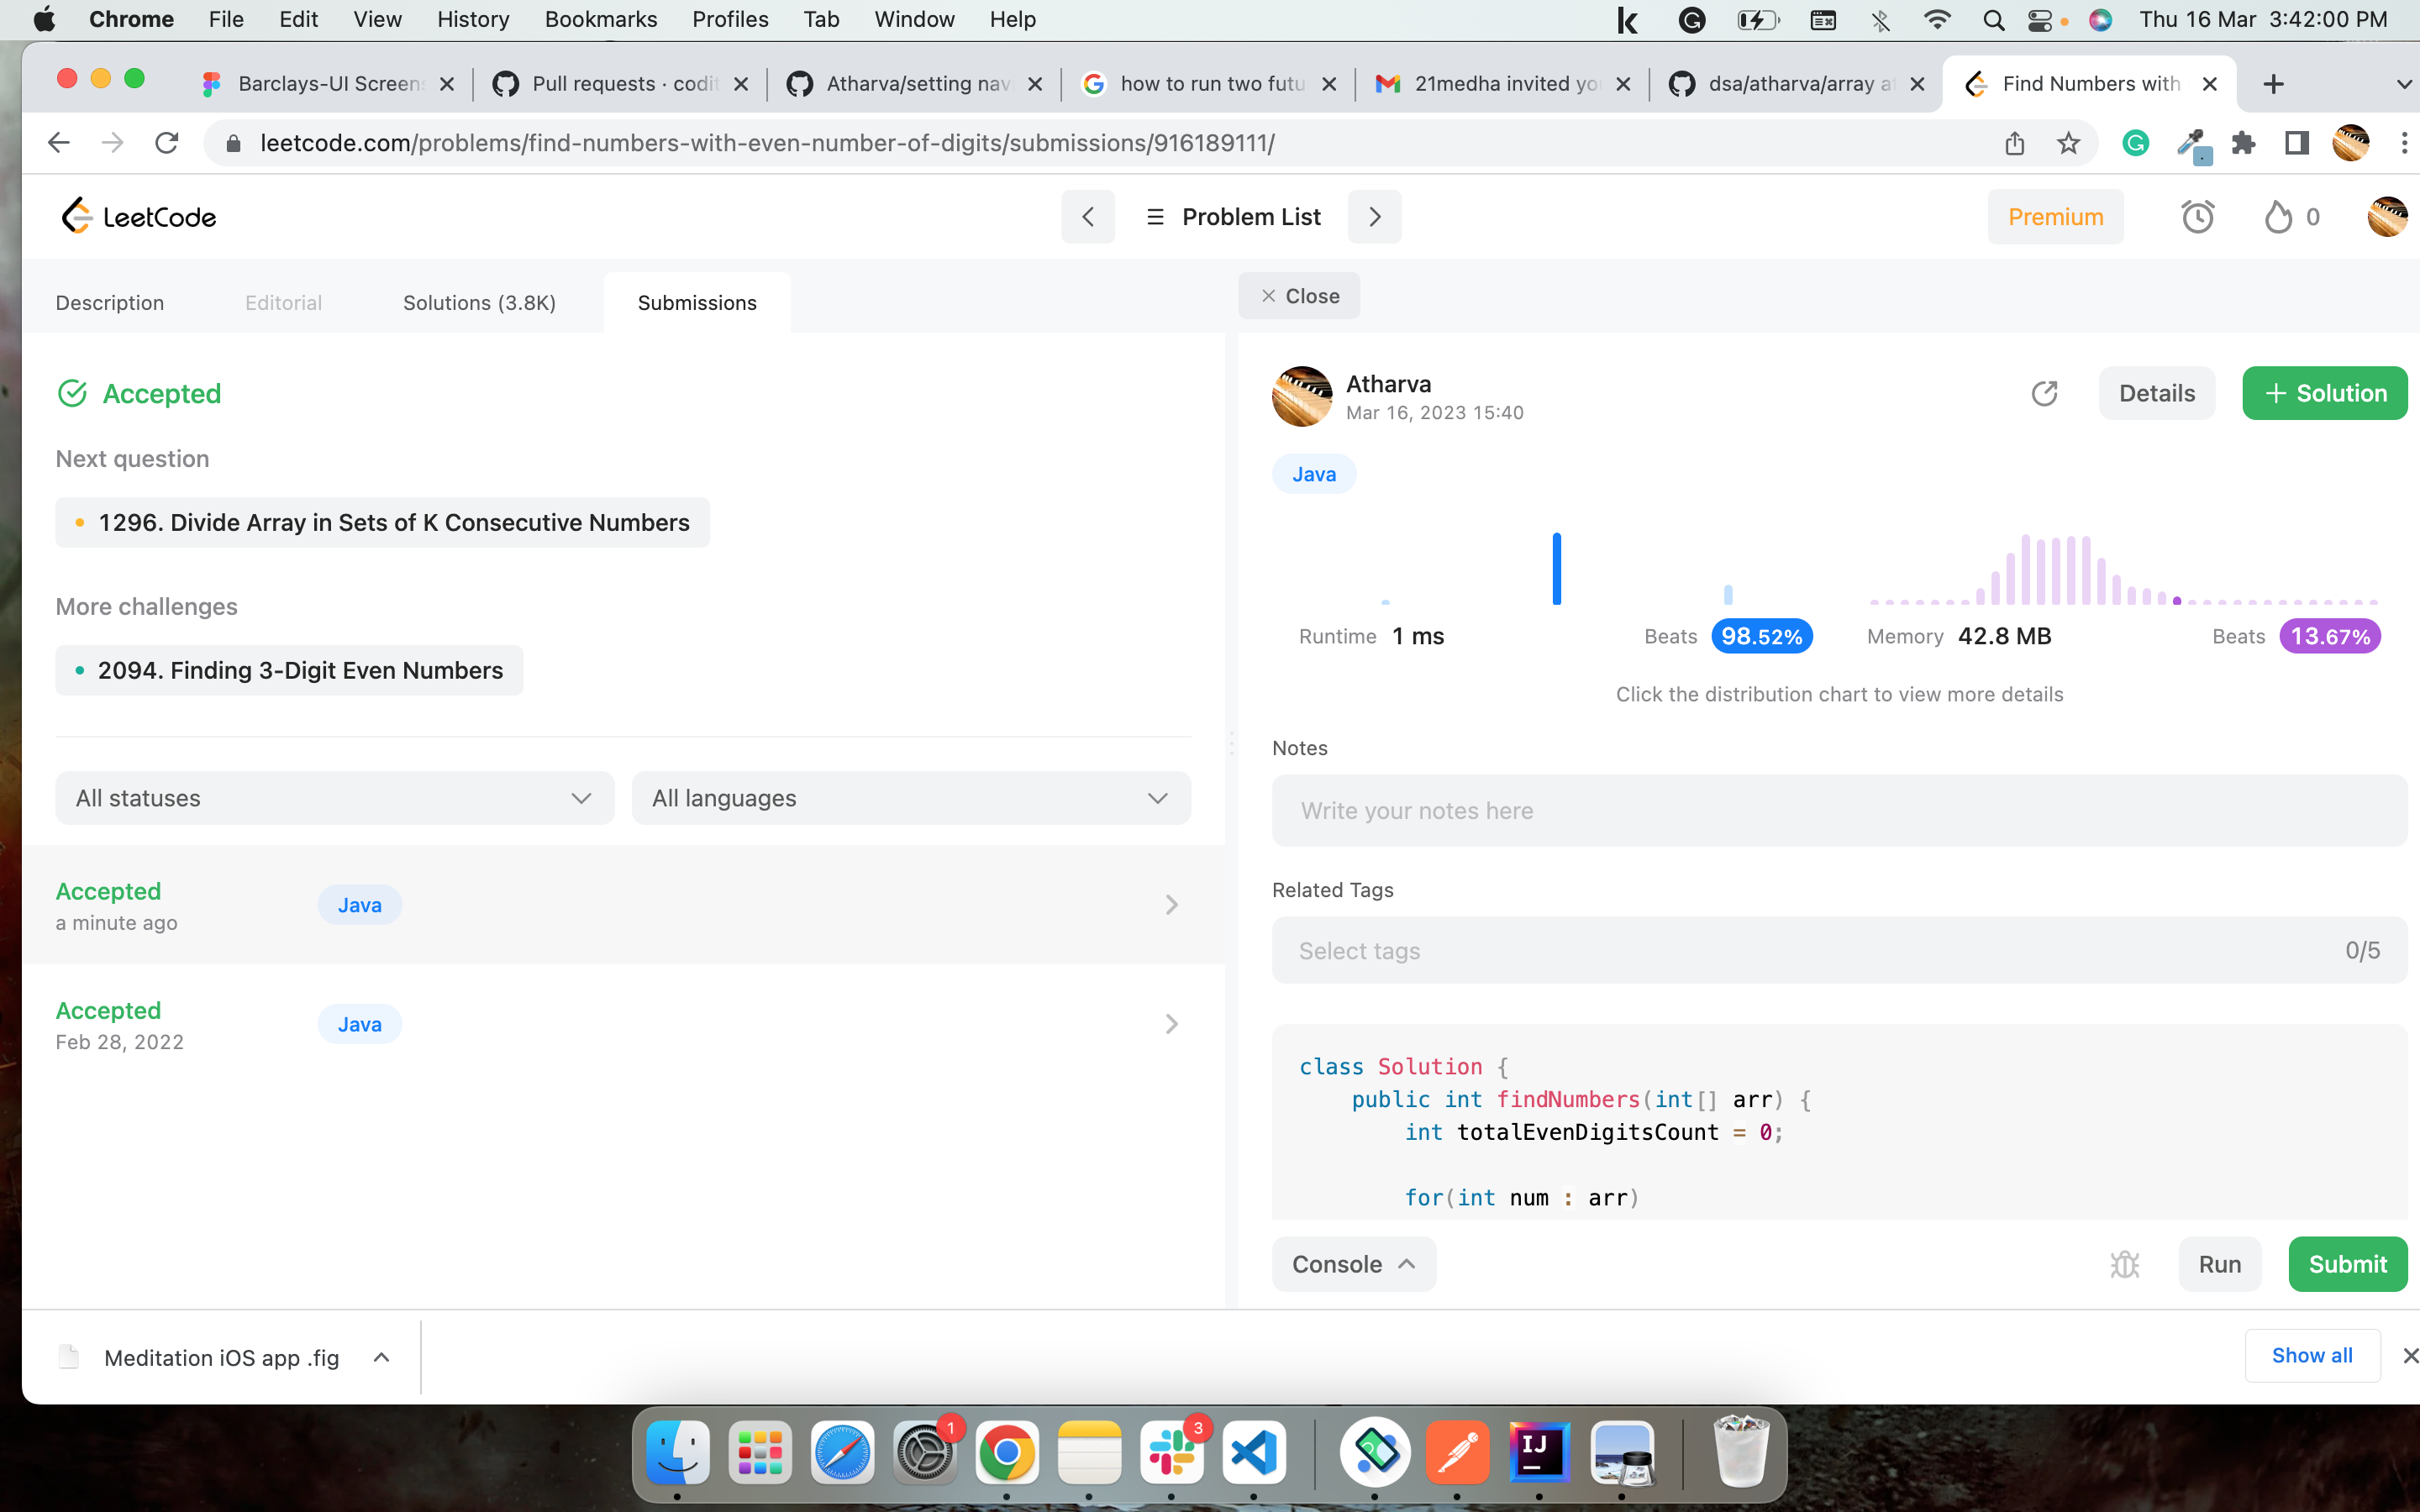 Chrome File Edit View History Bookmarks Profiles Tab Window Help Thu 16 Mar 3:42:00 PM
Barclays-UI Screen Pull requests · codit Atharva/setting nav how to run two futu 21medha invited yo dsa/atharva/array a Find Numbers with
leetcode.com/problems/find-numbers-with-even-number-of-digits/submissions/916189111/
LeetCode Problem List Premium 0
Description Editorial Solutions (3.8K) Submissions Close
Accepted
Next question
1296. Divide Array in Sets of K Consecutive Numbers
More challenges
2094. Finding 3-Digit Even Numbers
All statuses All languages
Accepted
a minute ago
Java
Accepted
Feb 28, 2022
Java
Atharva
Mar 16, 2023 15:40
Details
+ Solution
Java
Runtime 1 ms Beats 98.52% Memory 42.8 MB Beats 13.67%
Click the distribution chart to view more details
Notes
Write your notes here
Related Tags
Select tags 0/5
class Solution {
public int findNumbers(int[] arr) {
int totalEvenDigitsCount = 0;
for(int num : arr)
Console Run Submit
Meditation iOS app .fig Show all
1 3 IJ